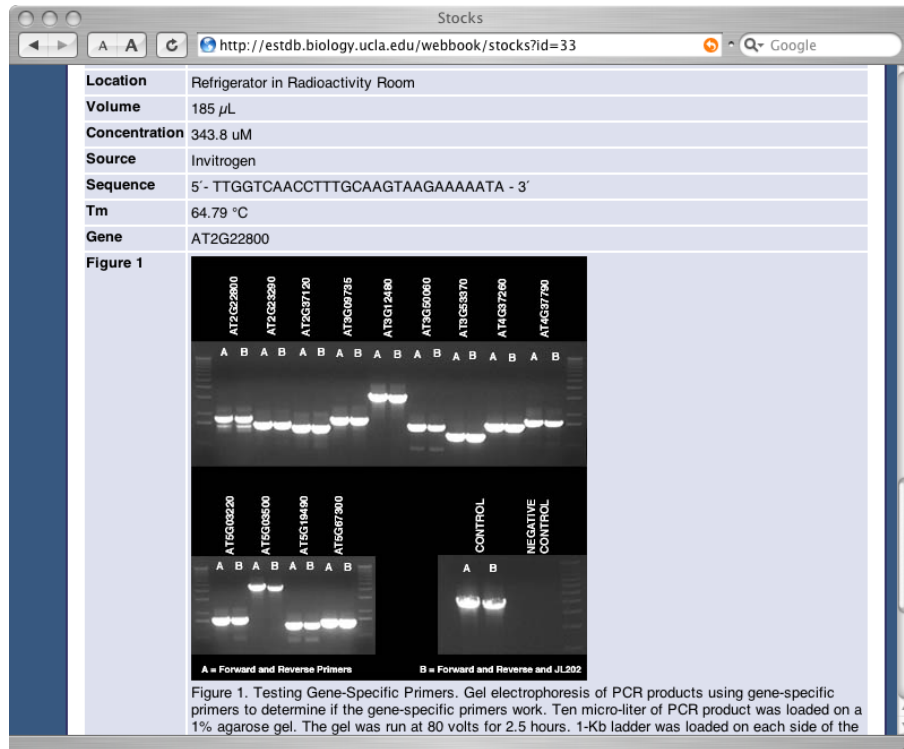 Stocks
A A C http://estdb.biology.ucla.edu/webbook/stocks?id=33 Q Google
Location Refrigerator in Radioactivity Room
Volume 185 µL
Concentration 343.8 uM
Source Invitrogen
Sequence 5´- TTGGTCAACCTTTGCAAGTAAGAAAAATA - 3´
Tm 64.79 °C
Gene AT2G22800
Figure 1
AT2G22800 AT2G23290 AT2G37120 AT3G09735 AT3G12480 AT3G50060 AT3G53370 AT4G37260 AT4G37790
A B A B A B A B A B A B A B A B A B
AT5G03220 AT5G03500 AT5G19490 AT5G67300 CONTROL NEGATIVE CONTROL
A B A B A B A B A B
A = Forward and Reverse Primers B = Forward and Reverse and JL202
Figure 1. Testing Gene-Specific Primers. Gel electrophoresis of PCR products using gene-specific
primers to determine if the gene-specific primers work. Ten micro-liter of PCR product was loaded on a
1% agarose gel. The gel was run at 80 volts for 2.5 hours. 1-Kb ladder was loaded on each side of the